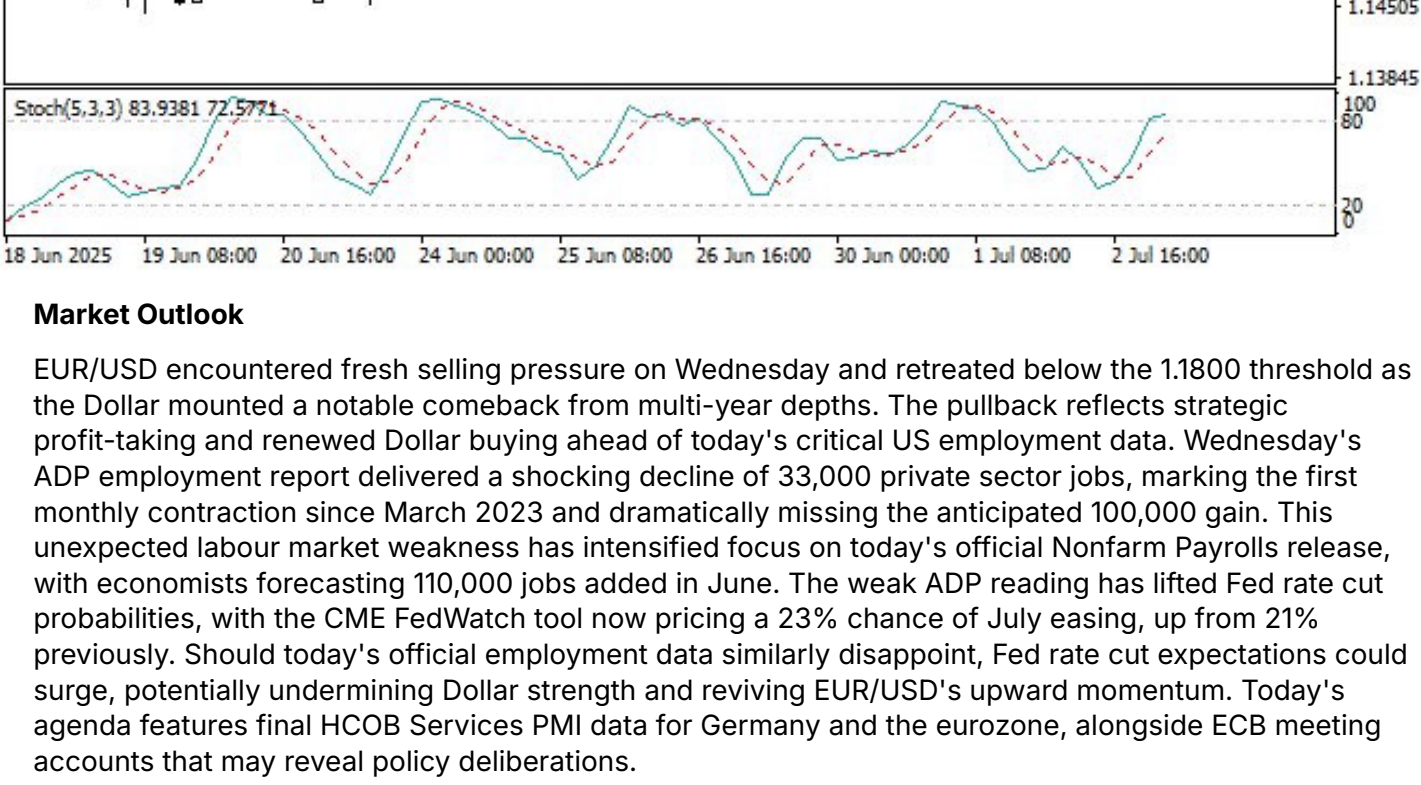 1.14505
1.13845
Stoch(5,3,3) 83.9381 72.5771
100
80
20
0
18 Jun 2025 19 Jun 08:00 20 Jun 16:00 24 Jun 00:00 25 Jun 08:00 26 Jun 16:00 30 Jun 00:00 1 Jul 08:00 2 Jul 16:00
Market Outlook
EUR/USD encountered fresh selling pressure on Wednesday and retreated below the 1.1800 threshold as
the Dollar mounted a notable comeback from multi-year depths. The pullback reflects strategic
profit-taking and renewed Dollar buying ahead of today's critical US employment data. Wednesday's
ADP employment report delivered a shocking decline of 33,000 private sector jobs, marking the first
monthly contraction since March 2023 and dramatically missing the anticipated 100,000 gain. This
unexpected labour market weakness has intensified focus on today's official Nonfarm Payrolls release,
with economists forecasting 110,000 jobs added in June. The weak ADP reading has lifted Fed rate cut
probabilities, with the CME FedWatch tool now pricing a 23% chance of July easing, up from 21%
previously. Should today's official employment data similarly disappoint, Fed rate cut expectations could
surge, potentially undermining Dollar strength and reviving EUR/USD's upward momentum. Today's
agenda features final HCOB Services PMI data for Germany and the eurozone, alongside ECB meeting
accounts that may reveal policy deliberations.